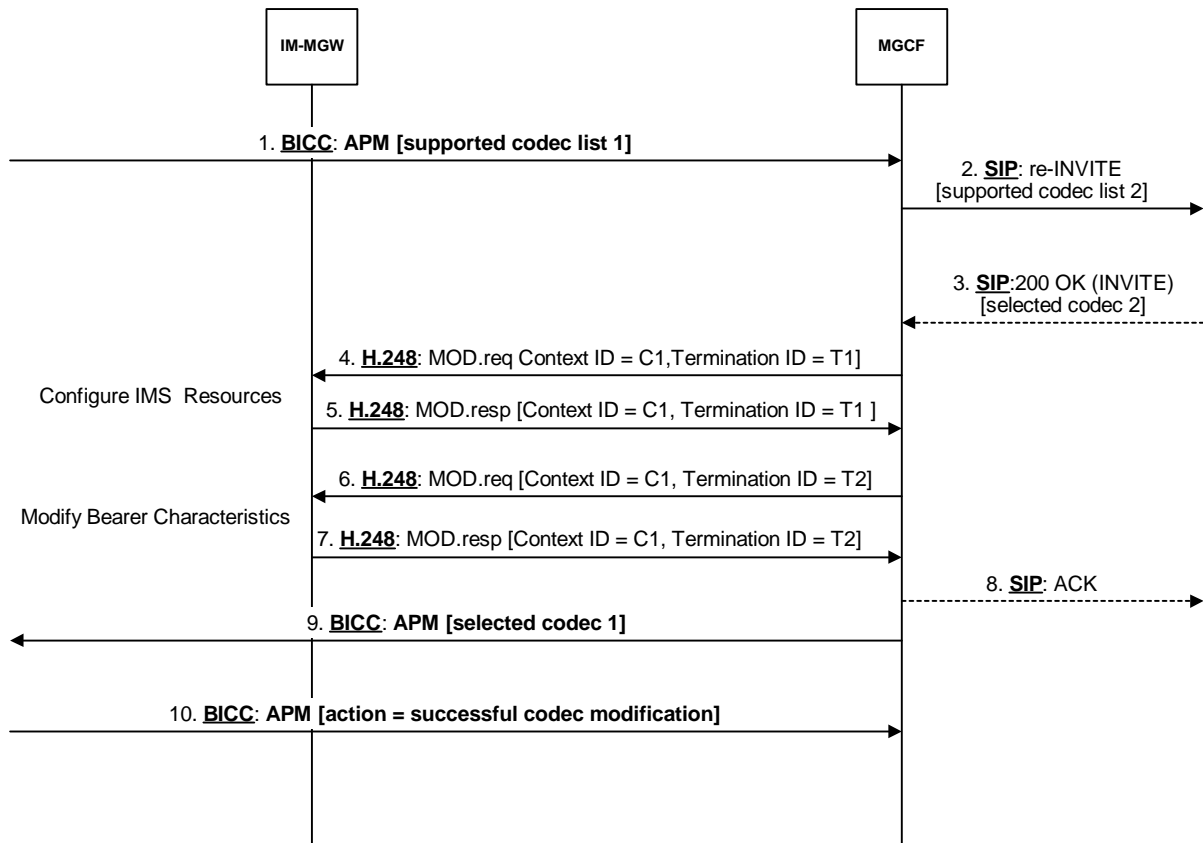 IM-MGW
MGCF
1. BICC: APM [supported codec list 1]
2. SIP: re-INVITE
[supported codec list 2]
3. SIP:200 OK (INVITE)
[selected codec 2]
4. H.248: MOD.req Context ID = C1,Termination ID = T1]
Configure IMS  Resources
5. H.248: MOD.resp [Context ID = C1, Termination ID = T1 ]
6. H.248: MOD.req [Context ID = C1, Termination ID = T2]
Modify Bearer Characteristics
7. H.248: MOD.resp [Context ID = C1, Termination ID = T2]
8. SIP: ACK
9. BICC: APM [selected codec 1]
10. BICC: APM [action = successful codec modification]